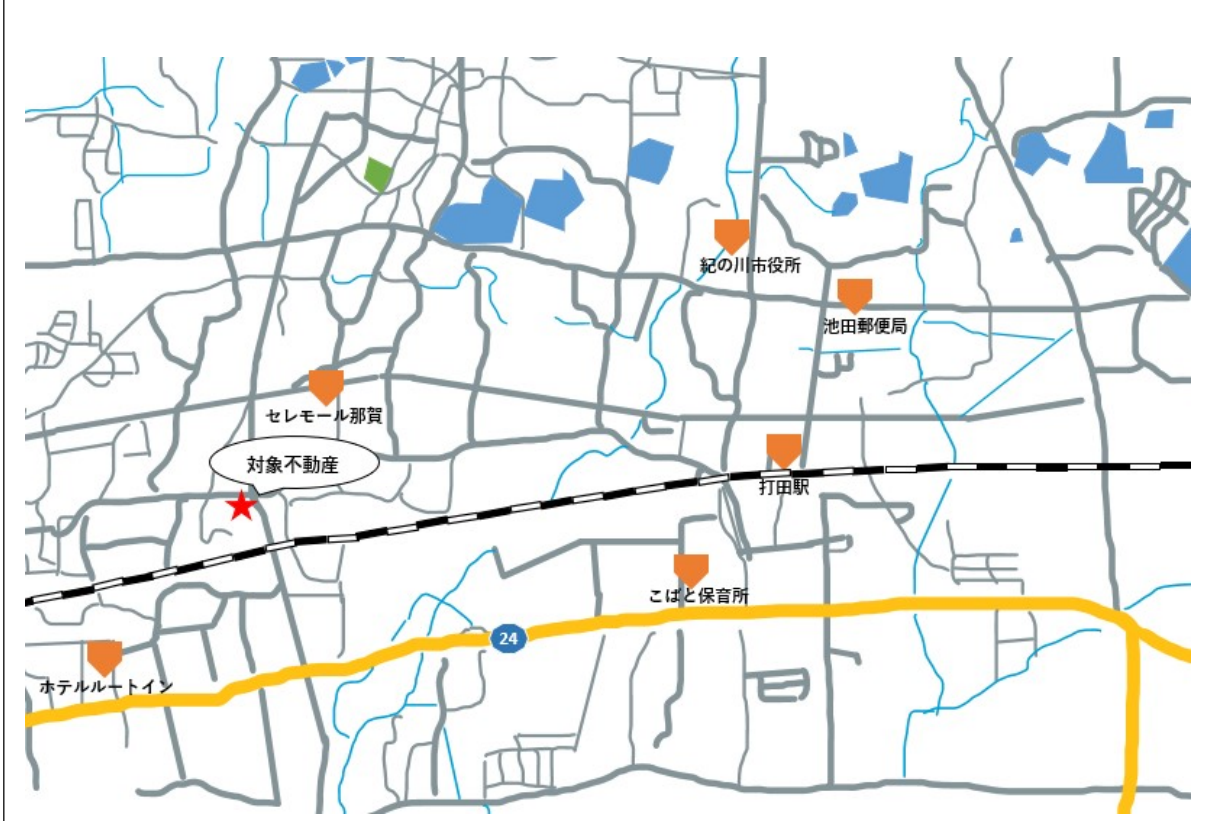 紀の川市役所
池田郵便局
セレモール那賀
対象不動産
打田駅
こばと保育所
24
ホテルルートイン